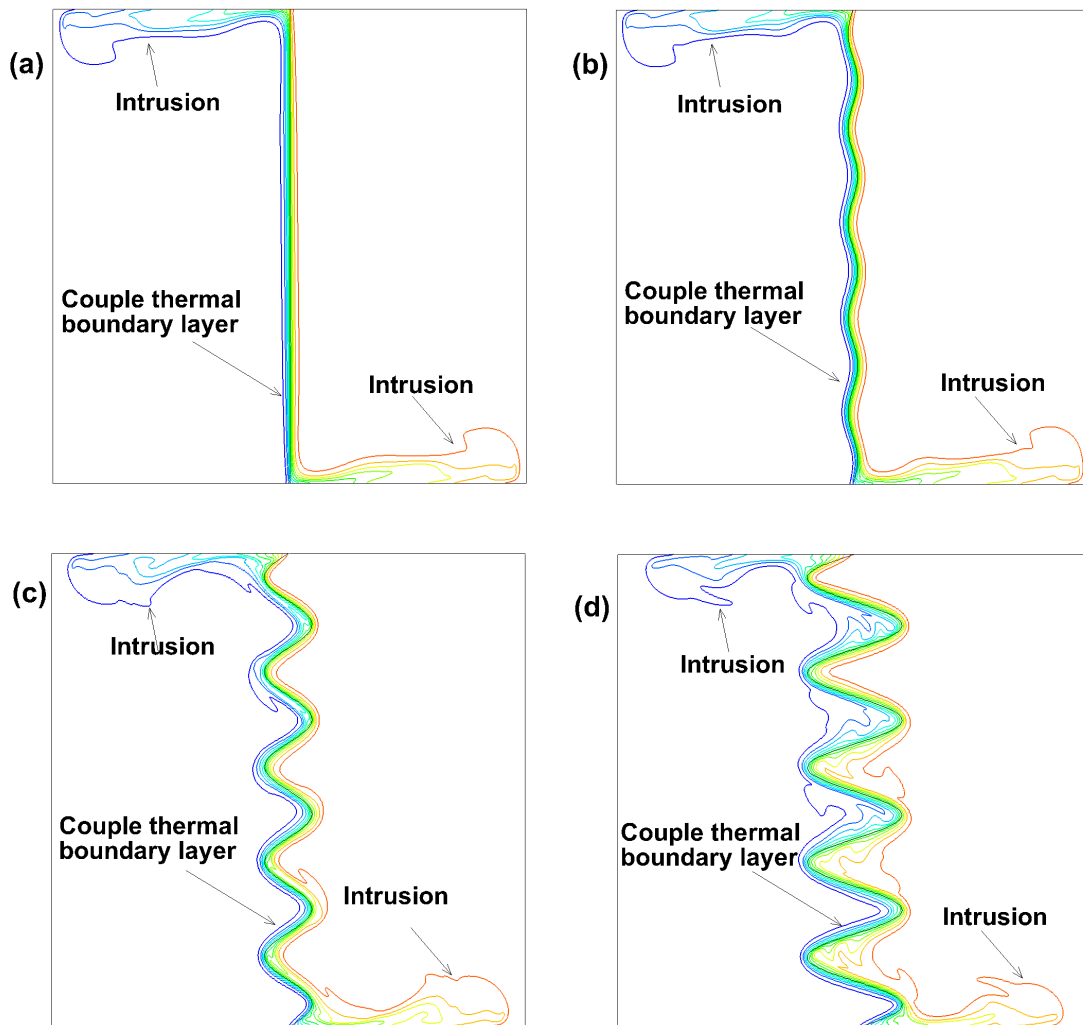 (a)
Intrusion
Couple thermal
boundary layer
Intrusion
(b)
Intrusion
Couple thermal
boundary layer
Intrusion
(c)
Intrusion
Couple thermal
boundary layer
Intrusion
(d)
Intrusion
Couple thermal
boundary layer
Intrusion